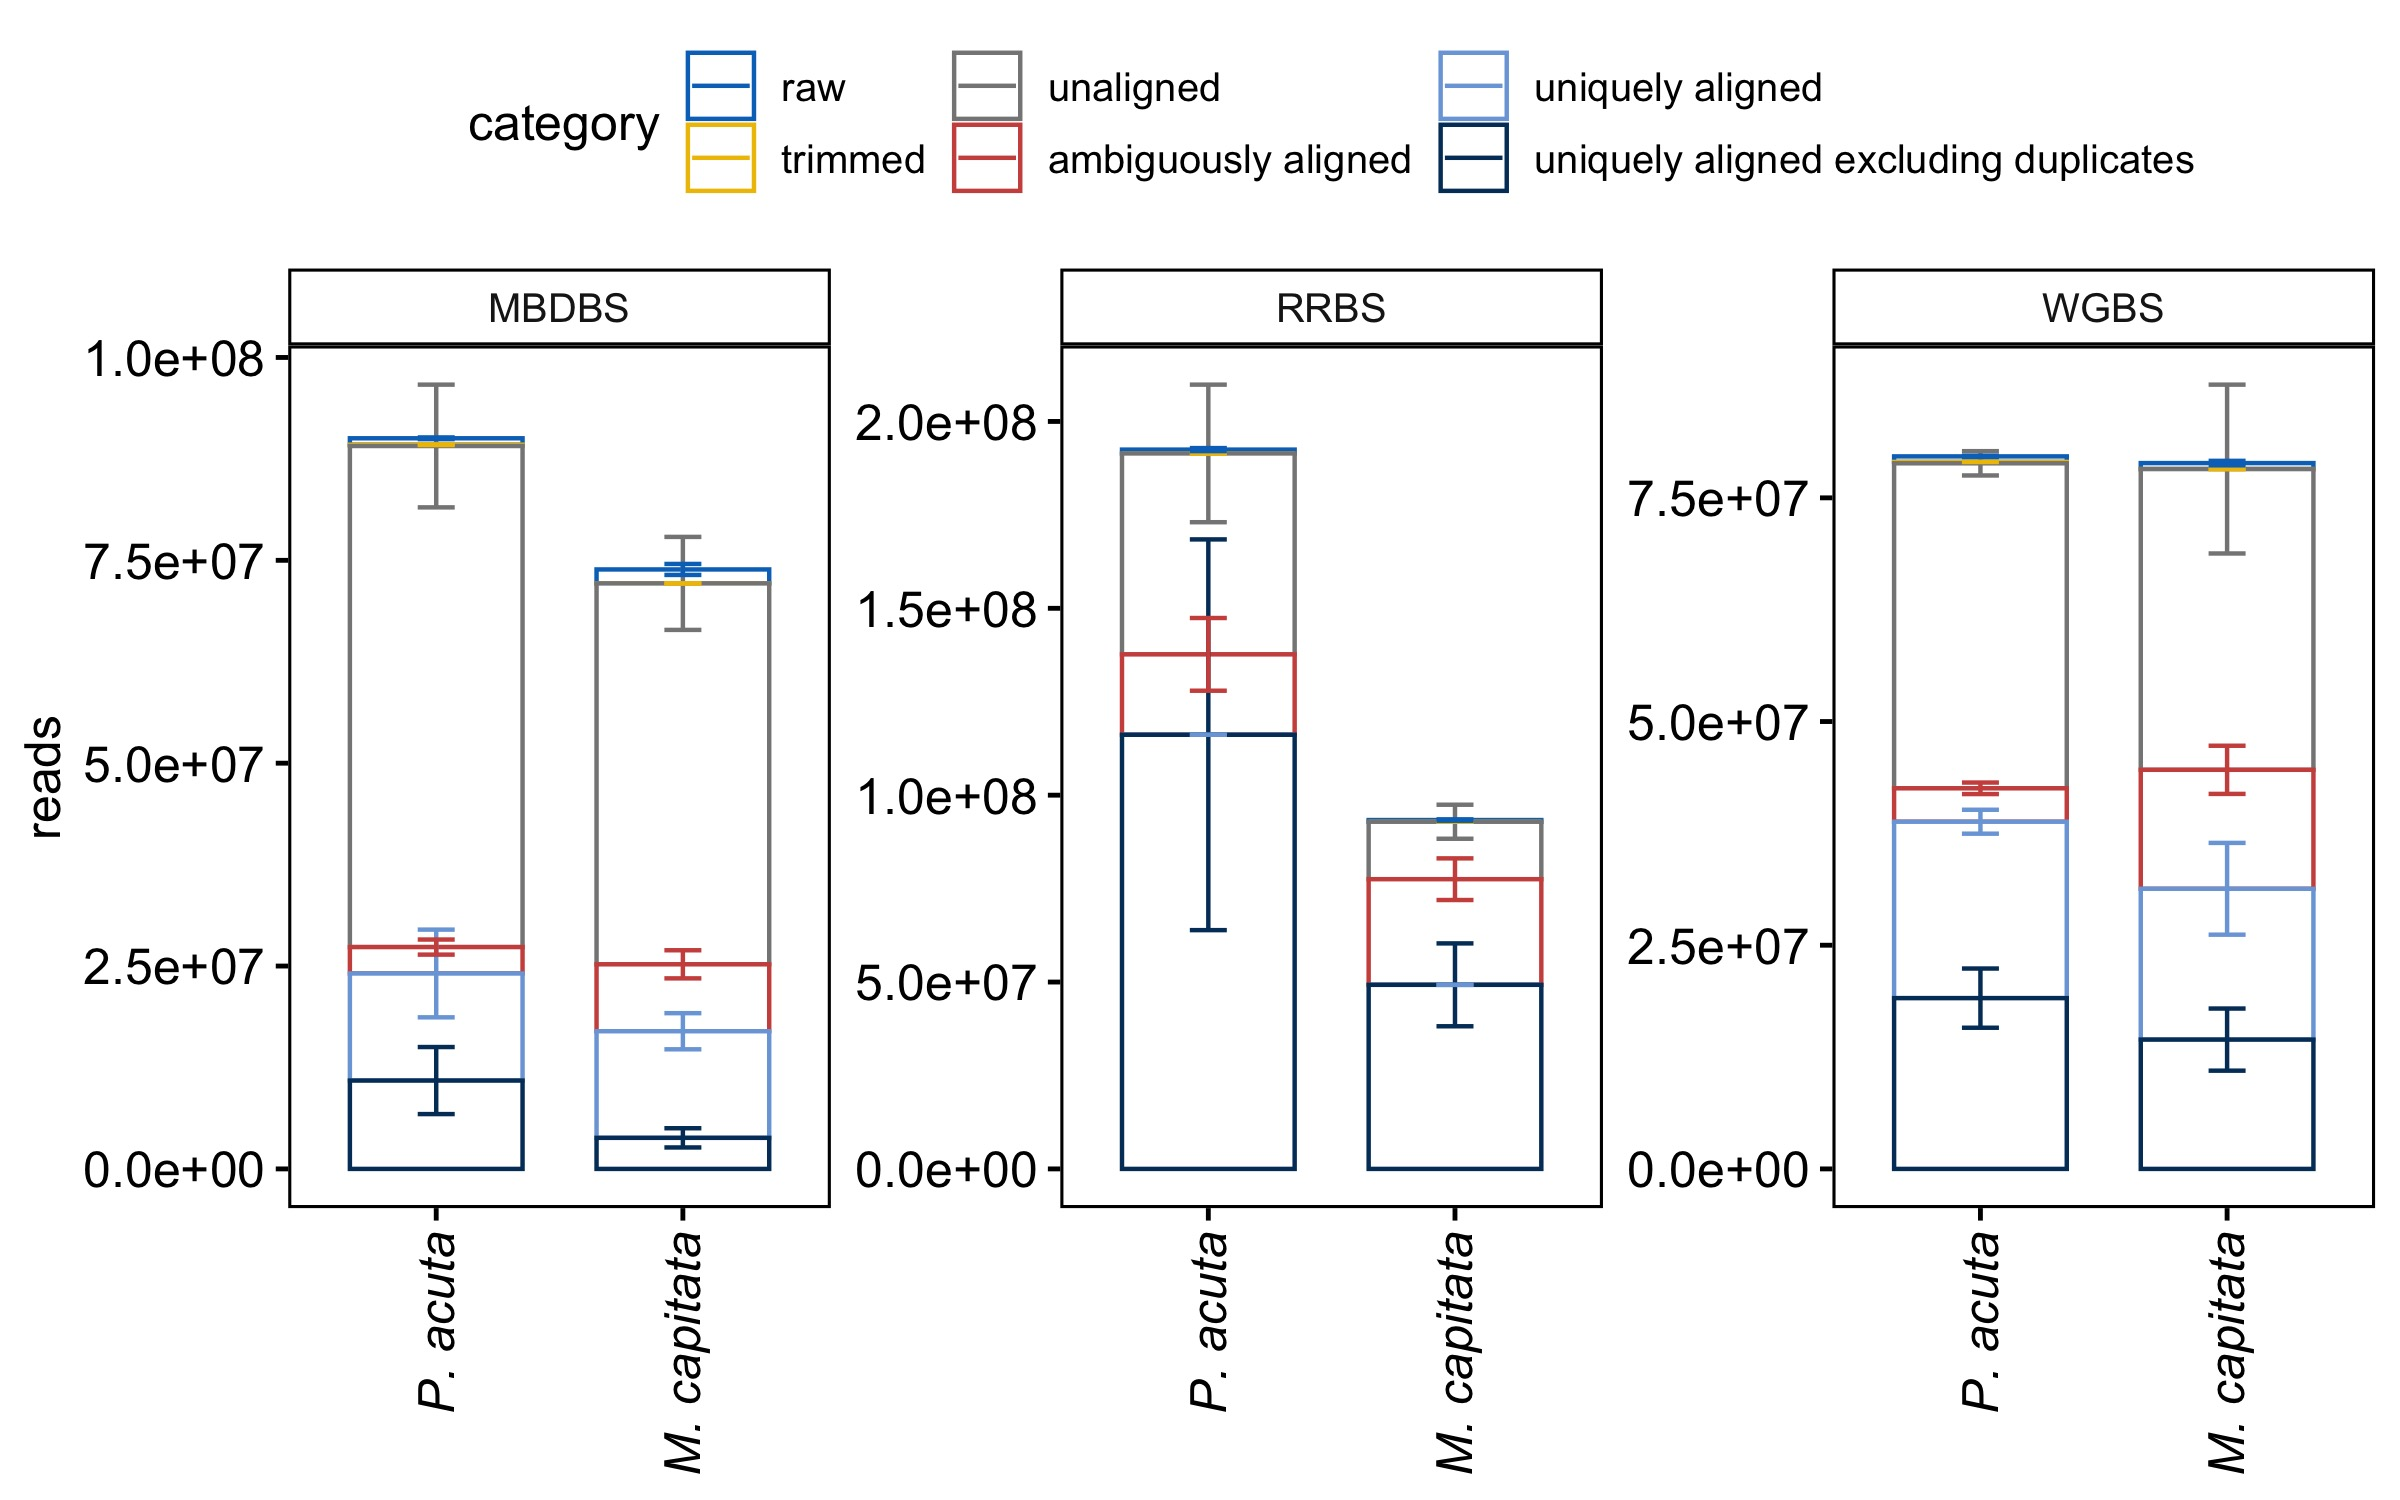 category
raw
unaligned
uniquely aligned
trimmed
ambiguously aligned
uniquely aligned excluding duplicates
MBDBS
RRBS
WGBS
reads
1.0e+08
7.5e+07
5.0e+07
2.5e+07
0.0e+00
2.0e+08
1.5e+08
1.0e+08
5.0e+07
0.0e+00
7.5e+07
5.0e+07
2.5e+07
0.0e+00
P. acuta
M. capitata
P. acuta
M. capitata
P. acuta
M. capitata